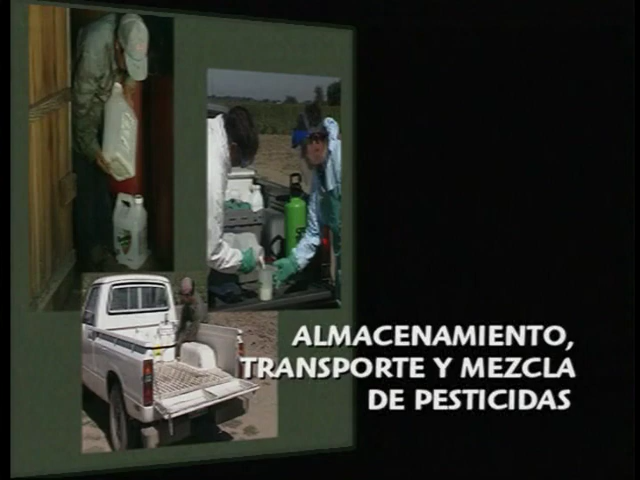 ALMACENAMIENTO,
TRANSPORTE Y MEZCLA
DE PESTICIDAS